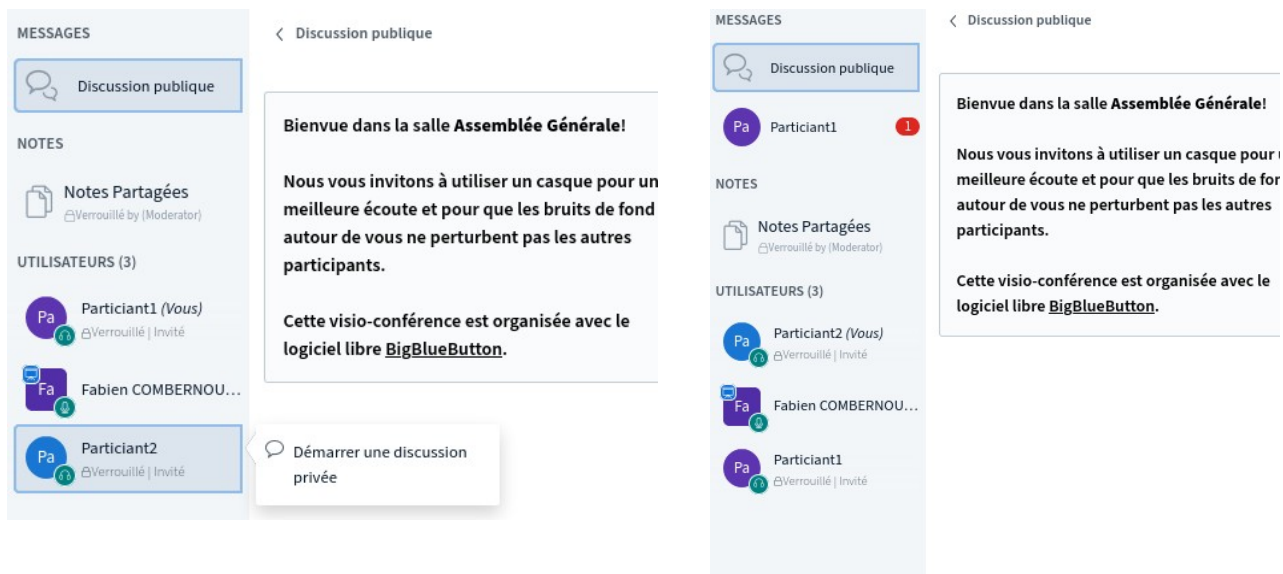 MESSAGES
Discussion publique
NOTES
Notes Partagées
Verrouillé by (Moderator)
UTILISATEURS (3)
Pa
Particiant1 (Vous)
Verrouillé | Invité
Fa
Fabien COMBERNOU...
Pa
Particiant2
Verrouillé | Invité
Discussion publique
Bienvue dans la salle Assemblée Générale!
Nous vous invitons à utiliser un casque pour un
meilleure écoute et pour que les bruits de fond
autour de vous ne perturbent pas les autres
participants.
Cette visio-conférence est organisée avec le
logiciel libre BigBlueButton.
Démarrer une discussion
privée
MESSAGES
Discussion publique
Pa
Particiant1
1
NOTES
Notes Partagées
Verrouillé by (Moderator)
UTILISATEURS (3)
Pa
Particiant2 (Vous)
Verrouillé | Invité
Fa
Fabien COMBERNOU...
Pa
Particiant1
Verrouillé | Invité
Discussion publique
Bienvue dans la salle Assemblée Générale!
Nous vous invitons à utiliser un casque pour
meilleure écoute et pour que les bruits de
autour de vous ne perturbent pas les autres
participants.
Cette visio-conférence est organisée avec le
logiciel libre BigBlueButton.